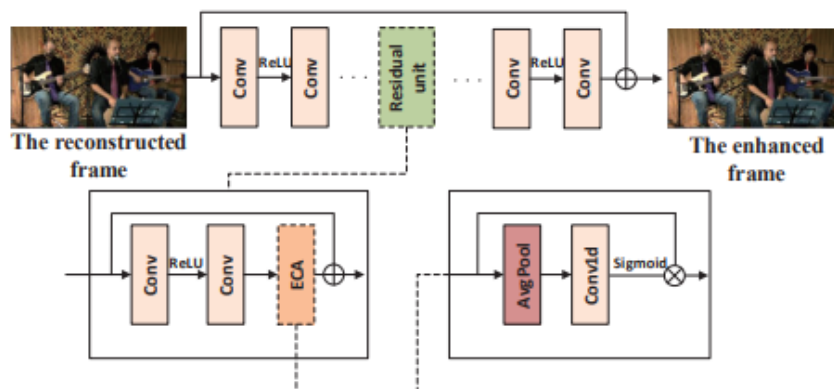 Conv
ReLU
Conv
Residual
unit
Conv
ReLU
Conv
The reconstructed
frame
The enhanced
frame
Conv
ReLU
Conv
ECA
AvgPool
Conv1d
Sigmoid